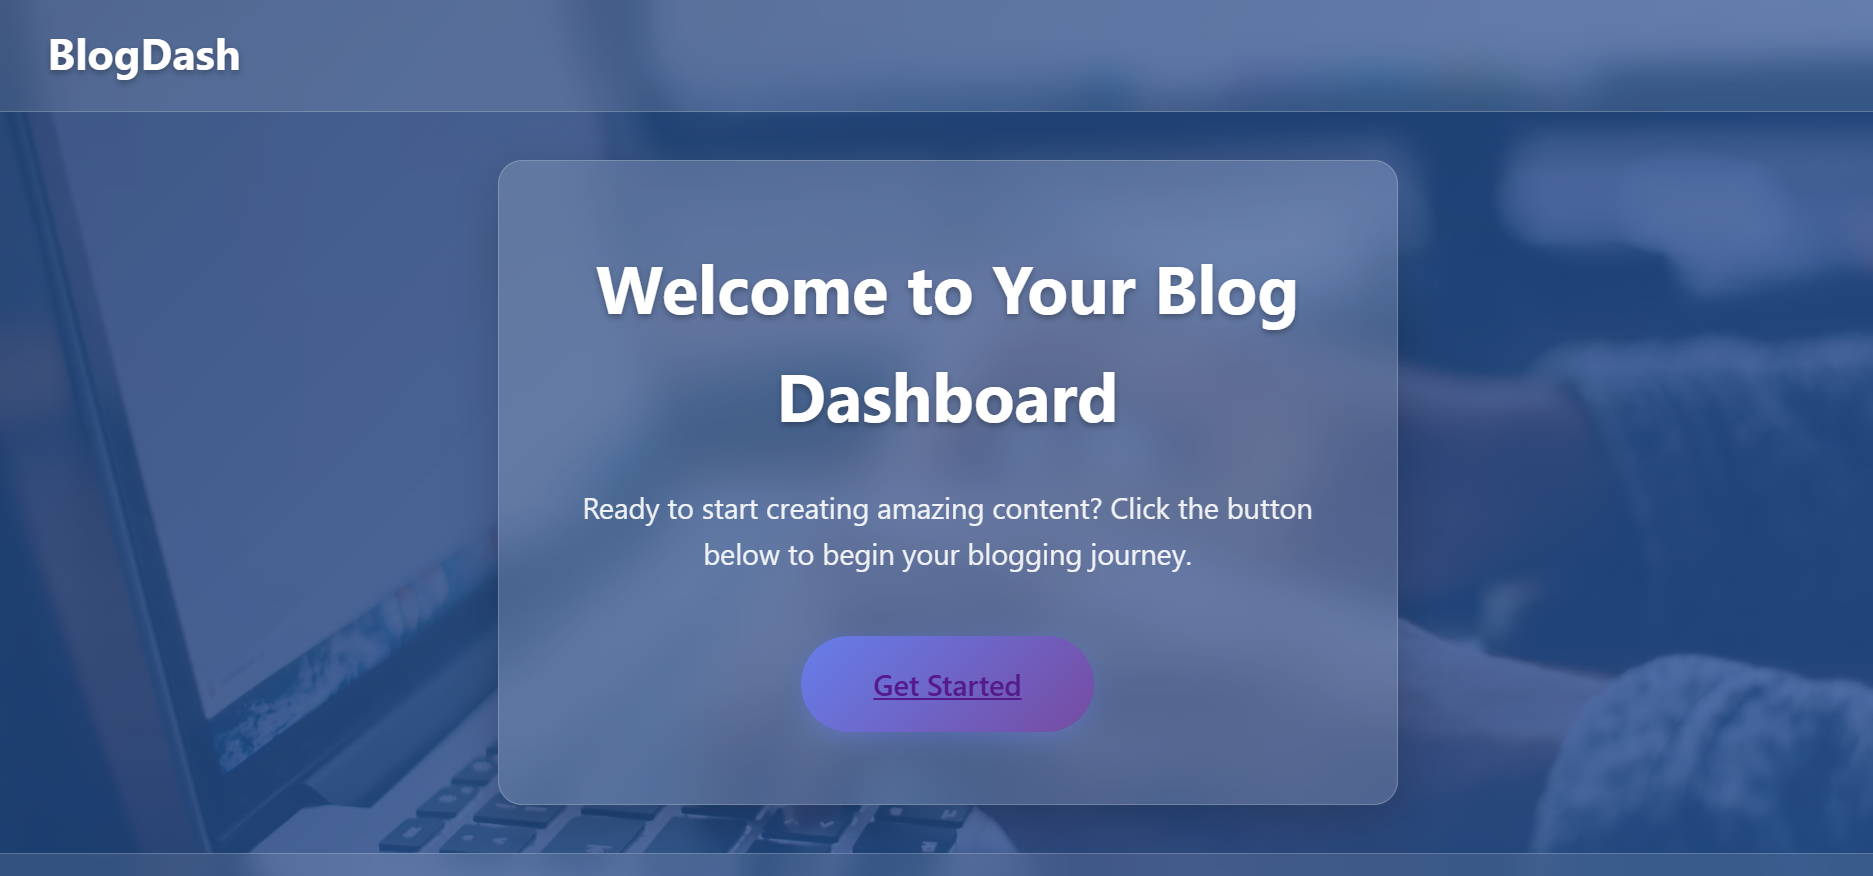 BlogDash
Welcome to Your Blog
Dashboard
Ready to start creating amazing content? Click the button
below to begin your blogging journey.
Get Started